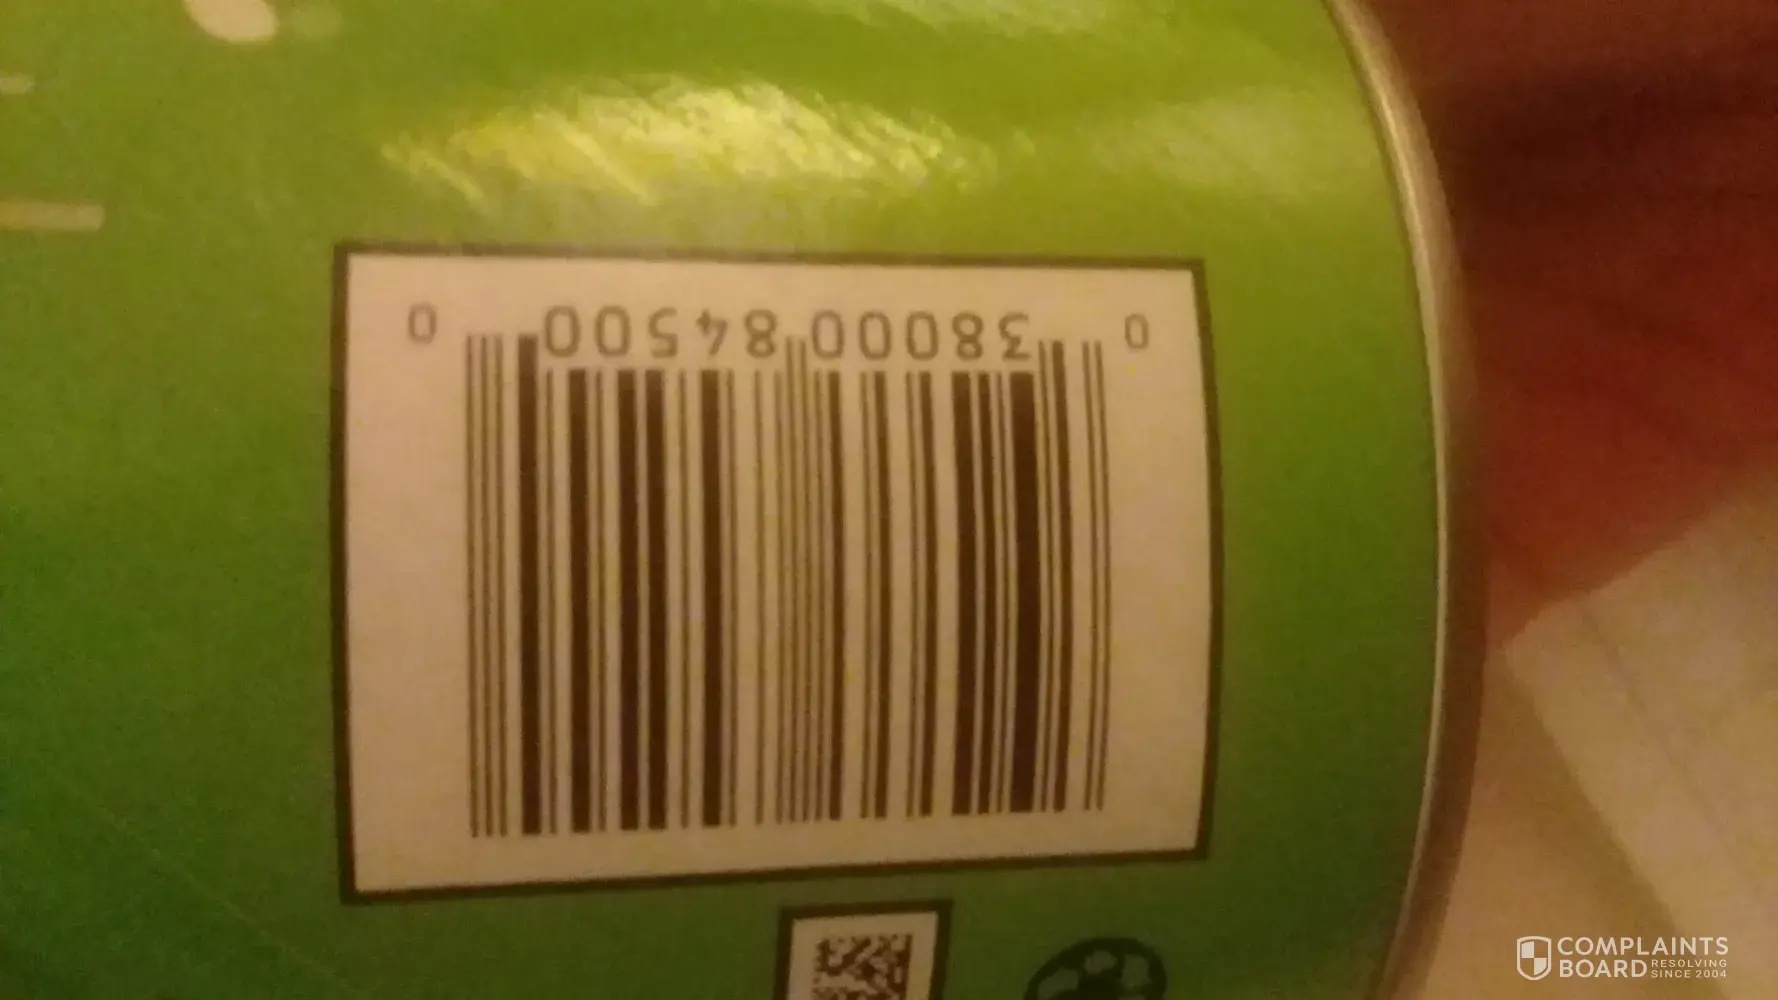 0 38000 84500 0
COMPLAINTS
BOARD RESOLVING SINCE 2004